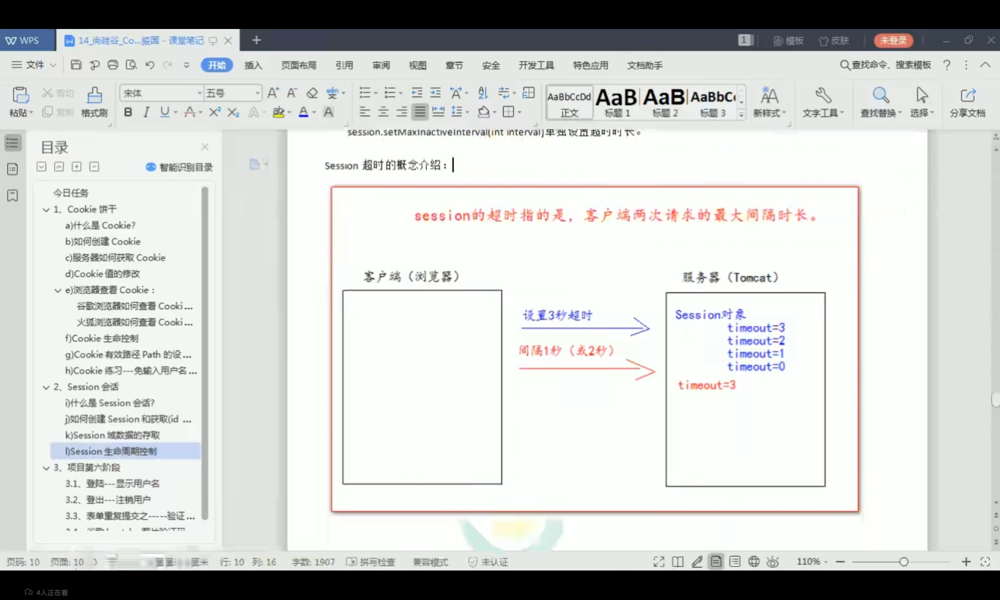 WPS
14_尚硅谷_Co...振国 - 课堂笔记
1
模板
皮肤
未登录
文件
开始
插入
页面布局
引用
审阅
视图
章节
安全
开发工具
特色应用
文档助手
查找命令、搜索模板
粘贴
剪切
复制
格式刷
宋体
五号
AaBbCcDd
正文
AaB
标题 1
AaB
标题 2
AaBbC
标题 3
新样式
文字工具
查找替换
选择
分享文档
目录
智能识别目录
今日任务
1、Cookie 饼干
a)什么是 Cookie?
b)如何创建 Cookie
c)服务器如何获取 Cookie
d)Cookie 值的修改
e)浏览器查看 Cookie：
谷歌浏览器如何查看 Cooki...
火狐浏览器如何查看 Cooki...
f)Cookie 生命控制
g)Cookie 有效路径 Path 的设 ...
h)Cookie 练习---免输入用户名 ...
2、Session 会话
i)什么是 Session 会话?
j)如何创建 Session 和获取(id ...
k)Session 域数据的存取
l)Session 生命周期控制
3、项目第六阶段
3.1、登陆---显示用户名
3.2、登出---注销用户
3.3、表单重复提交之-----验证 ...
session.setMaxInactiveInterval(int interval)单独设置超时时长。
Session 超时的概念介绍：
session的超时指的是，客户端两次请求的最大间隔时长。
客户端（浏览器）
服务器（Tomcat）
设置3秒超时
间隔1秒（或2秒）
Session对象
timeout=3
timeout=2
timeout=1
timeout=0
timeout=3
页码: 10
页面: 10
厘米
行: 10
列: 16
字数: 1907
拼写检查
兼容模式
未认证
110%
4人正在看